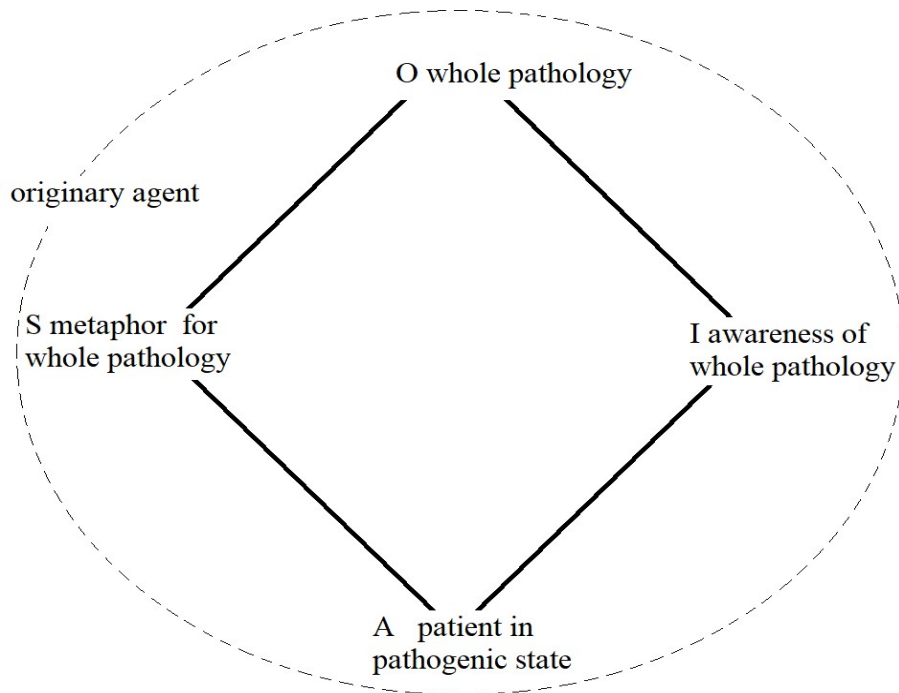 O whole pathology
originary agent
S metaphor for
whole pathology
I awareness of
whole pathology
A patient in
pathogenic state